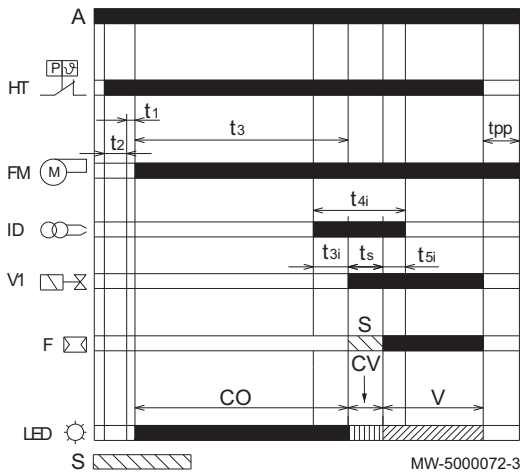 A
P ϑ
HT
t1
t2
t3
tpp
FM M
t4i
ID
t3i ts t5i
V1
S
F
CV
CO V
LED
S
MW-5000072-3